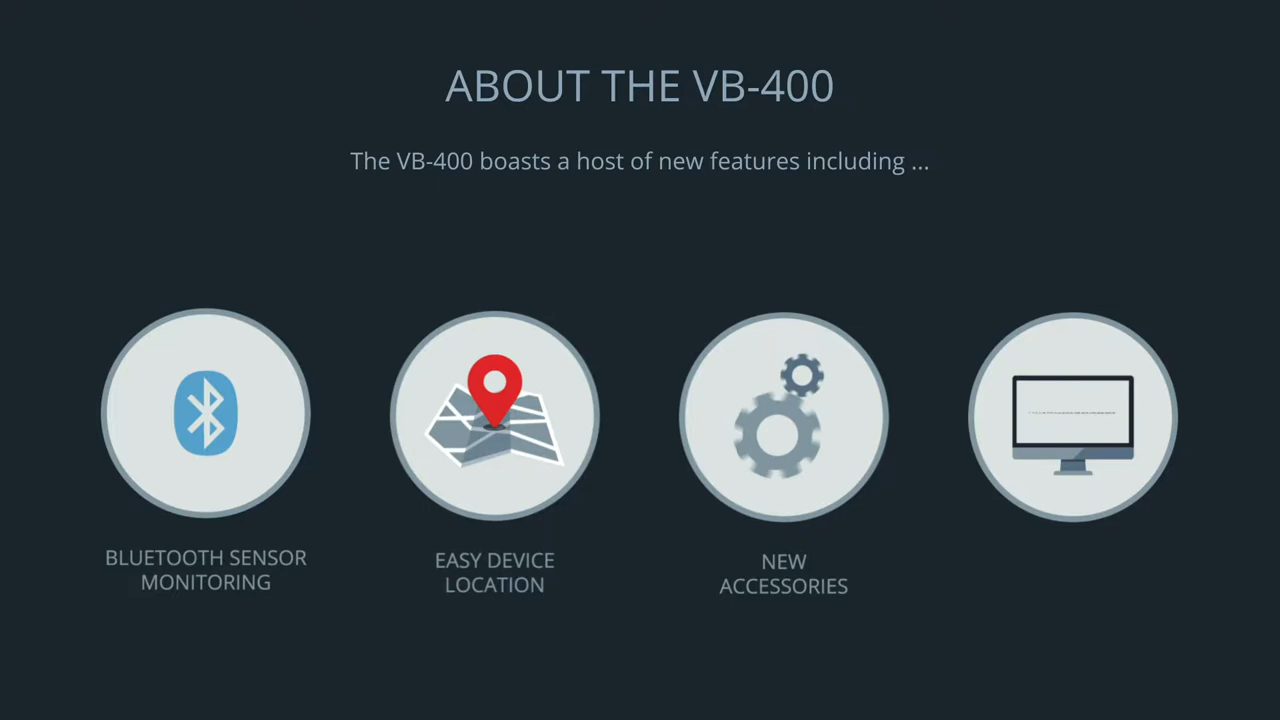 ABOUT THE VB-400
The VB-400 boasts a host of new features including ...
BLUETOOTH SENSOR
MONITORING
EASY DEVICE
LOCATION
NEW
ACCESSORIES